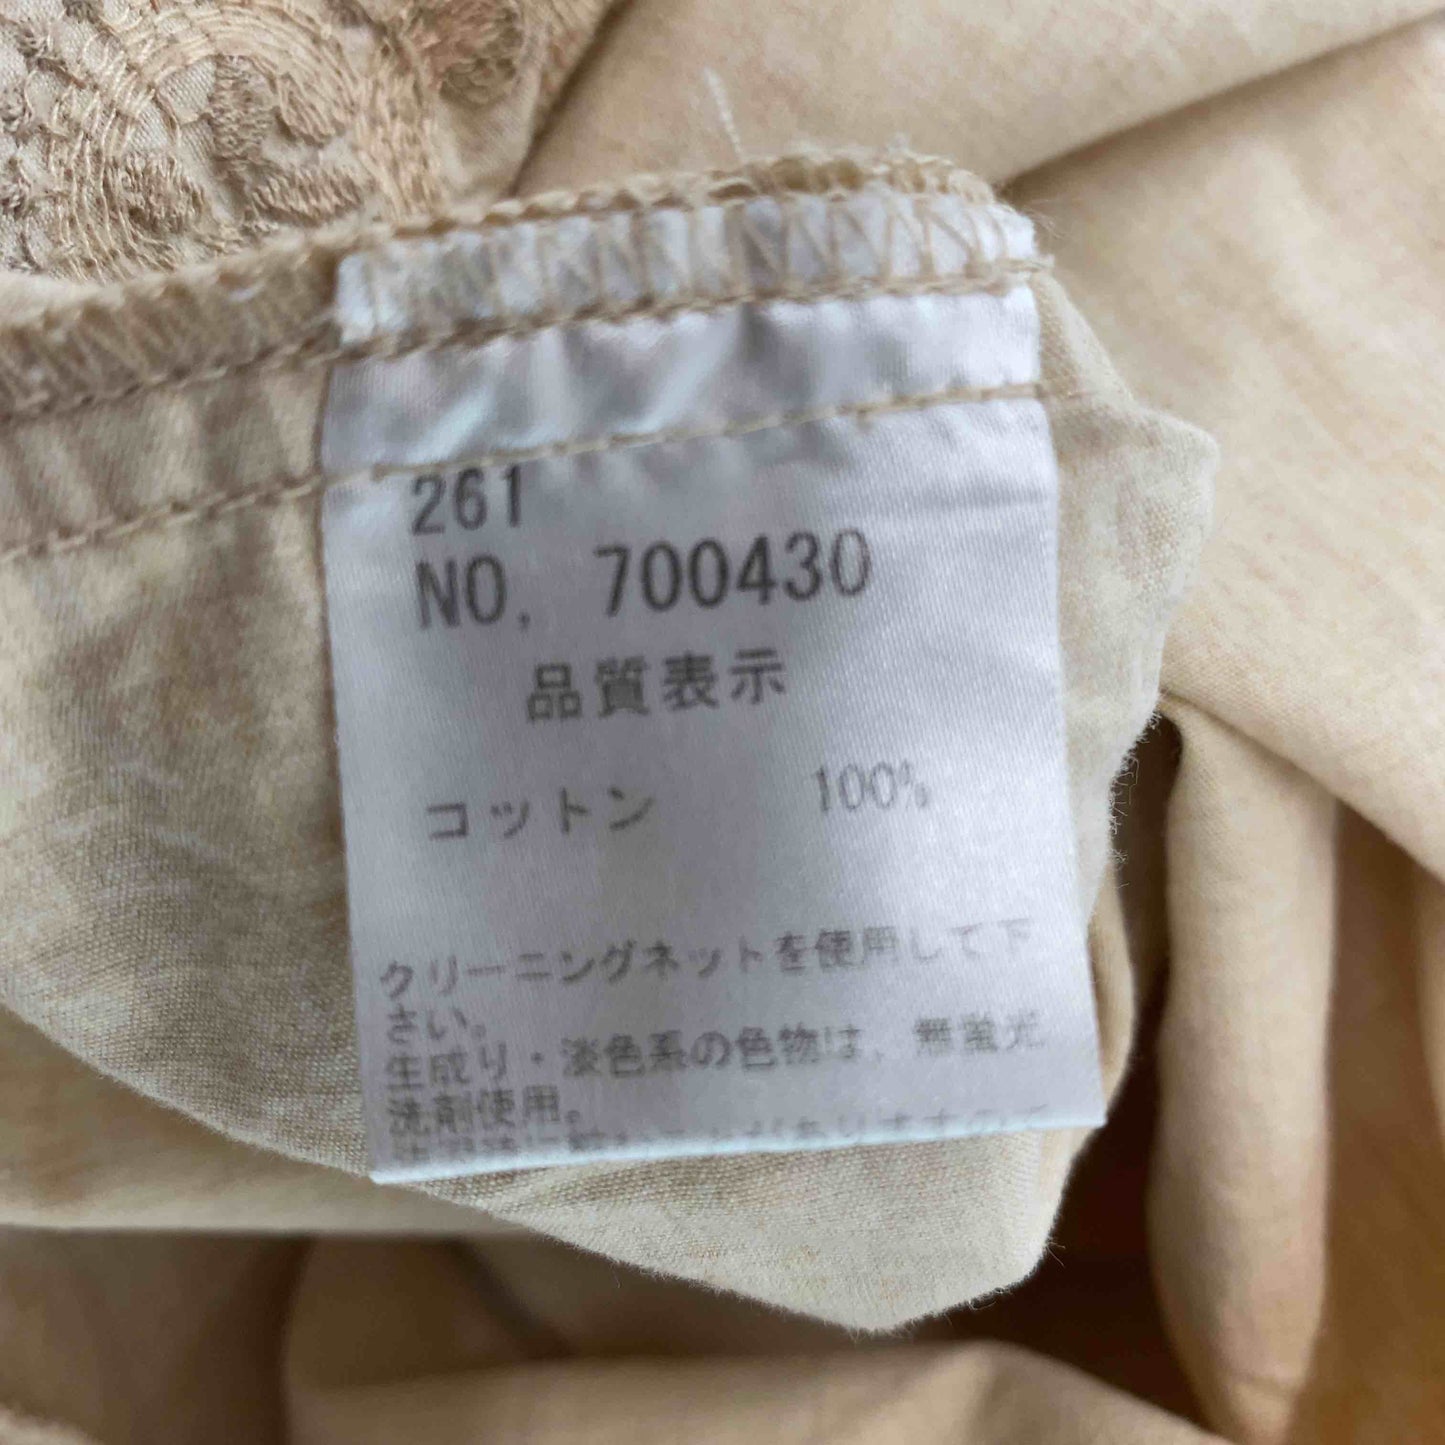 261
NO. 700430
品質表示
コットン 100%
クリーニングネットを使用して下
さい。
生成り・淡色系の色物は、無蛍光
洗剤使用。